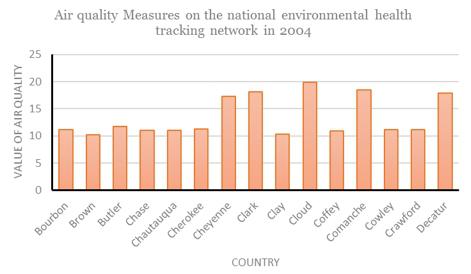 Air quality Measures on the national environmental health
tracking network in 2004
VALUE OF AIR QUALITY
25
20
15
10
5
0
Bourbon
Brown
Butler
Chase
Chautauqua
Cherokee
Cheyenne
Clark
Clay
Cloud
Coffey
Comanche
Cowley
Crawford
Decatur
COUNTRY